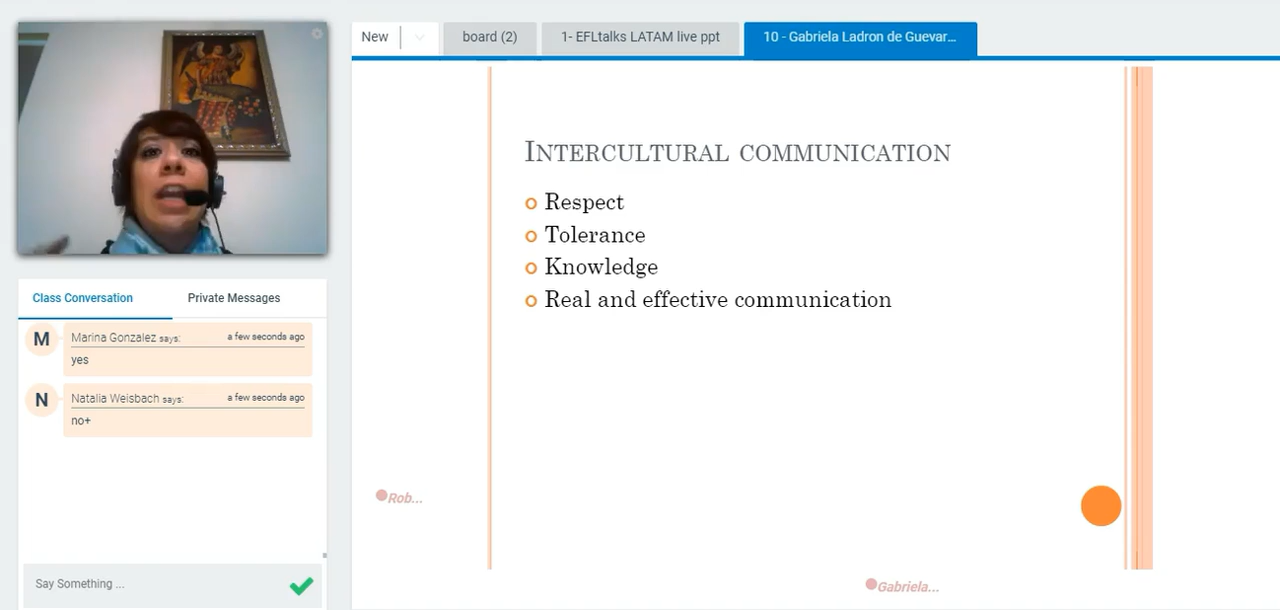 New
board (2)
1- EFLtalks LATAM live ppt
10 - Gabriela Ladron de Guevar...
INTERCULTURAL COMMUNICATION
Respect
Tolerance
Knowledge
Real and effective communication
Class Conversation
Private Messages
M
Marina Gonzalez says:
a few seconds ago
yes
N
Natalia Weisbach says:
a few seconds ago
no+
Say Something ...
Rob...
Gabriela...